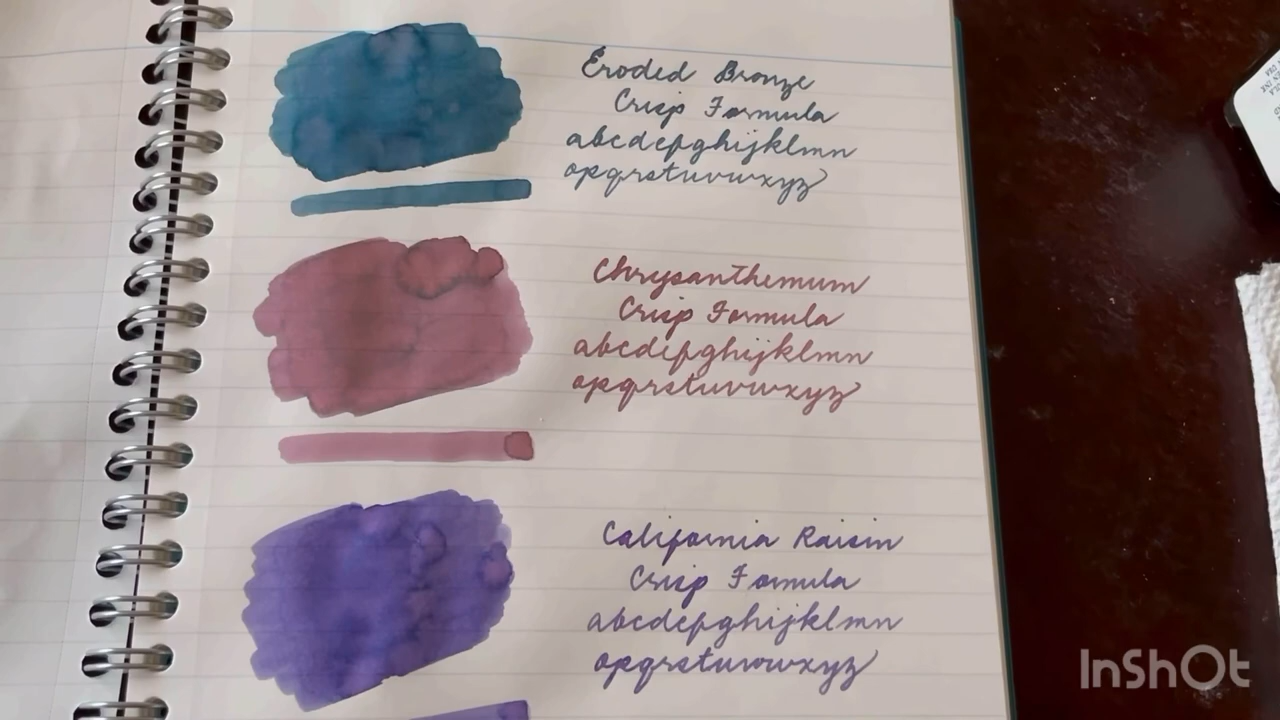 Eroded Bronze
Crisp Formula
abcdefghijklmn
opqrstuvwxyz
Chrysanthemum
Crisp Formula
abcdefghijklmn
opqrstuvwxyz
California Raisin
Crisp Formula
abcdefghijklmn
opqrstuvwxyz
InShOt